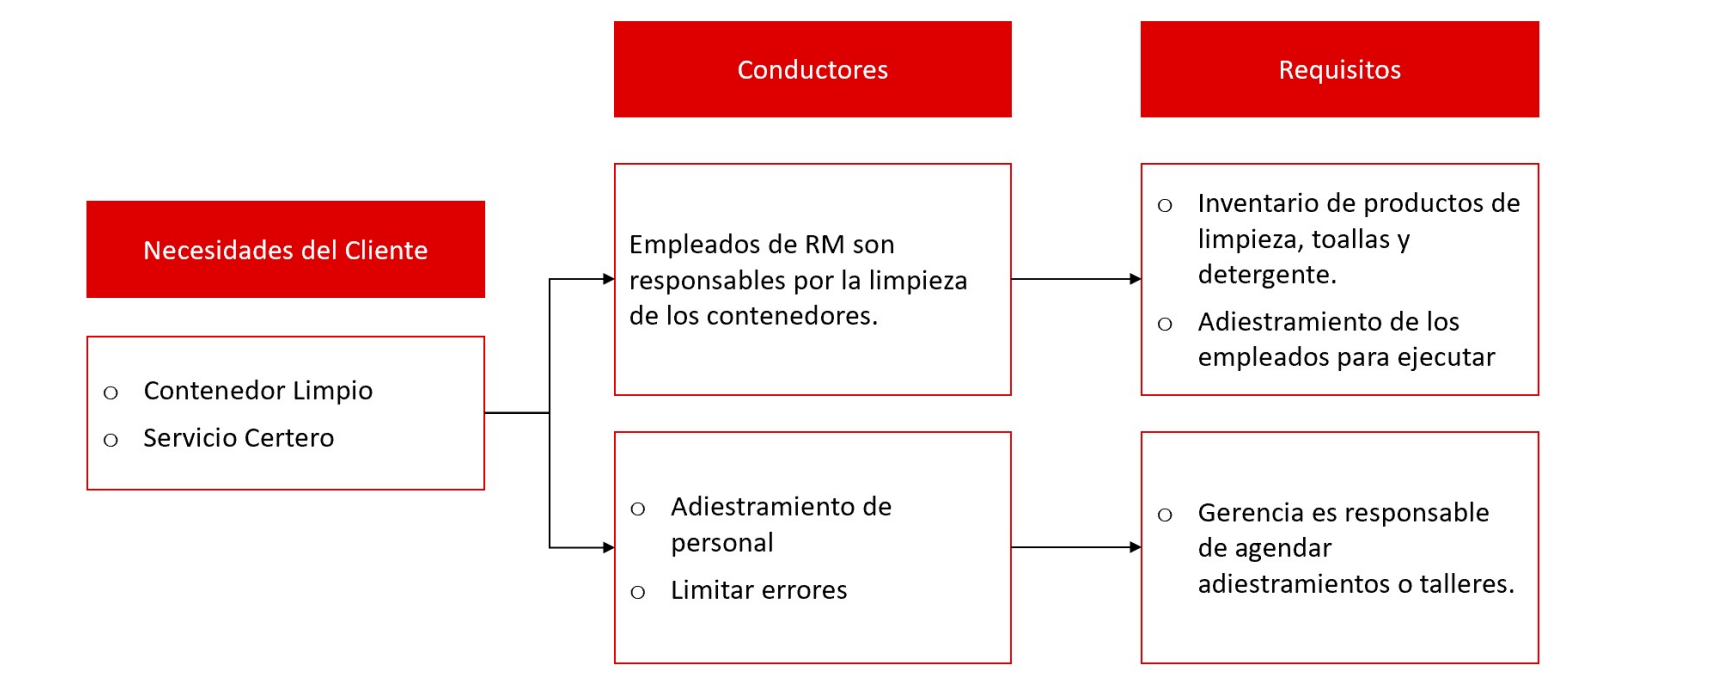 Conductores
Requisitos
Necesidades del Cliente
o Contenedor Limpio
o Servicio Certero
Empleados de RM son
responsables por la limpieza
de los contenedores.
o Inventario de productos de
limpieza, toallas y
detergente.
o Adiestramiento de los
empleados para ejecutar
o Adiestramiento de
personal
o Limitar errores
o Gerencia es responsable
de agendar
adiestramientos o talleres.